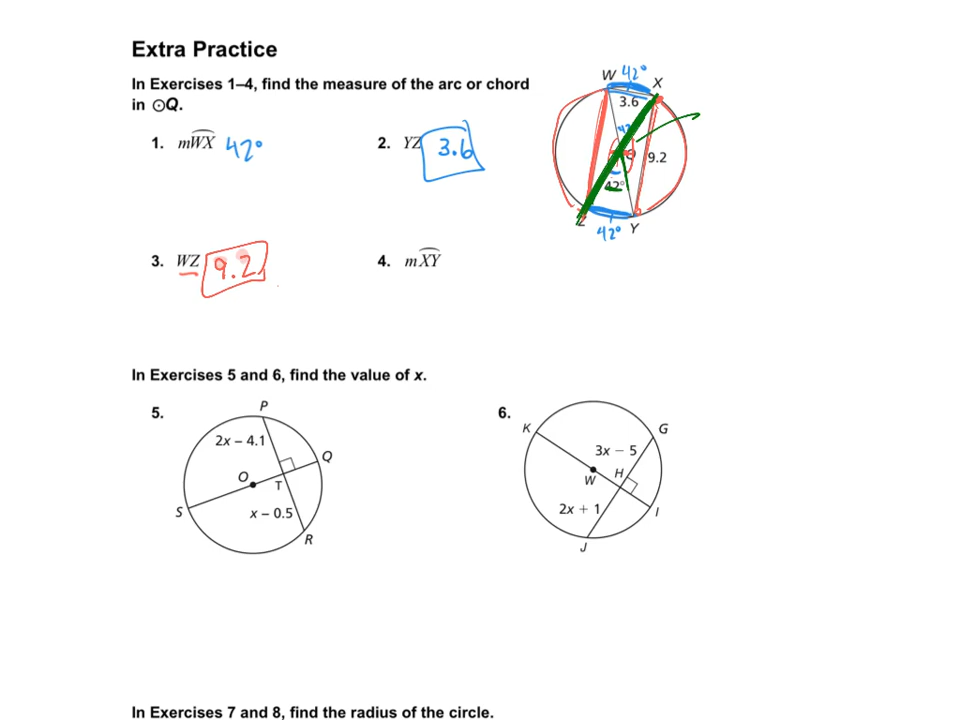 Extra Practice
In Exercises 1–4, find the measure of the arc or chord
in ⊙Q.
W 42° X
3.6
1. mWX 42°
2. YZ 3.6
9.2
42°
Z 42° Y
3. WZ 9.2
4. mXY
In Exercises 5 and 6, find the value of x.
5.
P
2x – 4.1
Q
O
T
S
x – 0.5
R
6.
K
G
3x – 5
H
W
2x + 1
I
J
In Exercises 7 and 8, find the radius of the circle.